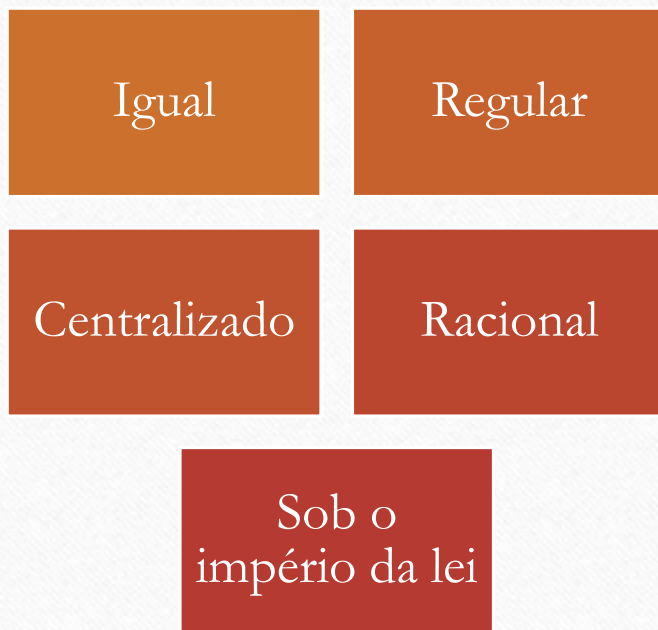 Igual
Regular
Centralizado
Racional
Sob o
império da lei